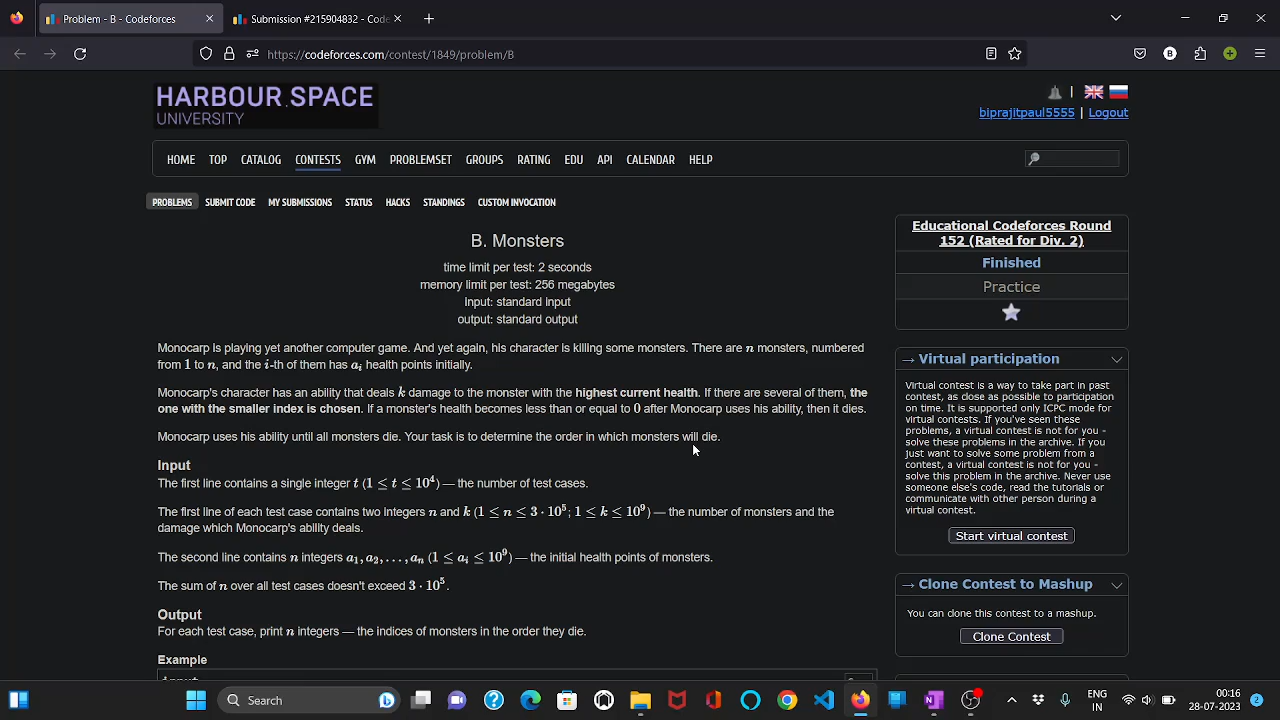 Problem - B - Codeforces
Submission #215904832 - Code
https://codeforces.com/contest/1849/problem/B
B
HARBOUR.SPACE
UNIVERSITY
|
biprajitpaul5555 | Logout
HOME TOP CATALOG CONTESTS GYM PROBLEMSET GROUPS RATING EDU API CALENDAR HELP
PROBLEMS SUBMIT CODE MY SUBMISSIONS STATUS HACKS STANDINGS CUSTOM INVOCATION
B. Monsters
time limit per test: 2 seconds
memory limit per test: 256 megabytes
input: standard input
output: standard output
Monocarp is playing yet another computer game. And yet again, his character is killing some monsters. There are n monsters, numbered
from 1 to n, and the i-th of them has aᵢ health points initially.
Monocarp's character has an ability that deals k damage to the monster with the highest current health. If there are several of them, the
one with the smaller index is chosen. If a monster's health becomes less than or equal to 0 after Monocarp uses his ability, then it dies.
Monocarp uses his ability until all monsters die. Your task is to determine the order in which monsters will die.
Input
The first line contains a single integer t (1 ≤ t ≤ 10⁴) — the number of test cases.
The first line of each test case contains two integers n and k (1 ≤ n ≤ 3 · 10⁵; 1 ≤ k ≤ 10⁹) — the number of monsters and the
damage which Monocarp's ability deals.
The second line contains n integers a₁, a₂, . . . , aₙ (1 ≤ aᵢ ≤ 10⁹) — the initial health points of monsters.
The sum of n over all test cases doesn't exceed 3 · 10⁵.
Output
For each test case, print n integers — the indices of monsters in the order they die.
Example
Educational Codeforces Round
152 (Rated for Div. 2)
Finished
Practice
→ Virtual participation
Virtual contest is a way to take part in past
contest, as close as possible to participation
on time. It is supported only ICPC mode for
virtual contests. If you've seen these
problems, a virtual contest is not for you -
solve these problems in the archive. If you
just want to solve some problem from a
contest, a virtual contest is not for you -
solve this problem in the archive. Never use
someone else's code, read the tutorials or
communicate with other person during a
virtual contest.
Start virtual contest
→ Clone Contest to Mashup
You can clone this contest to a mashup.
Clone Contest
Search
ENG
IN
00:16
28-07-2023
2